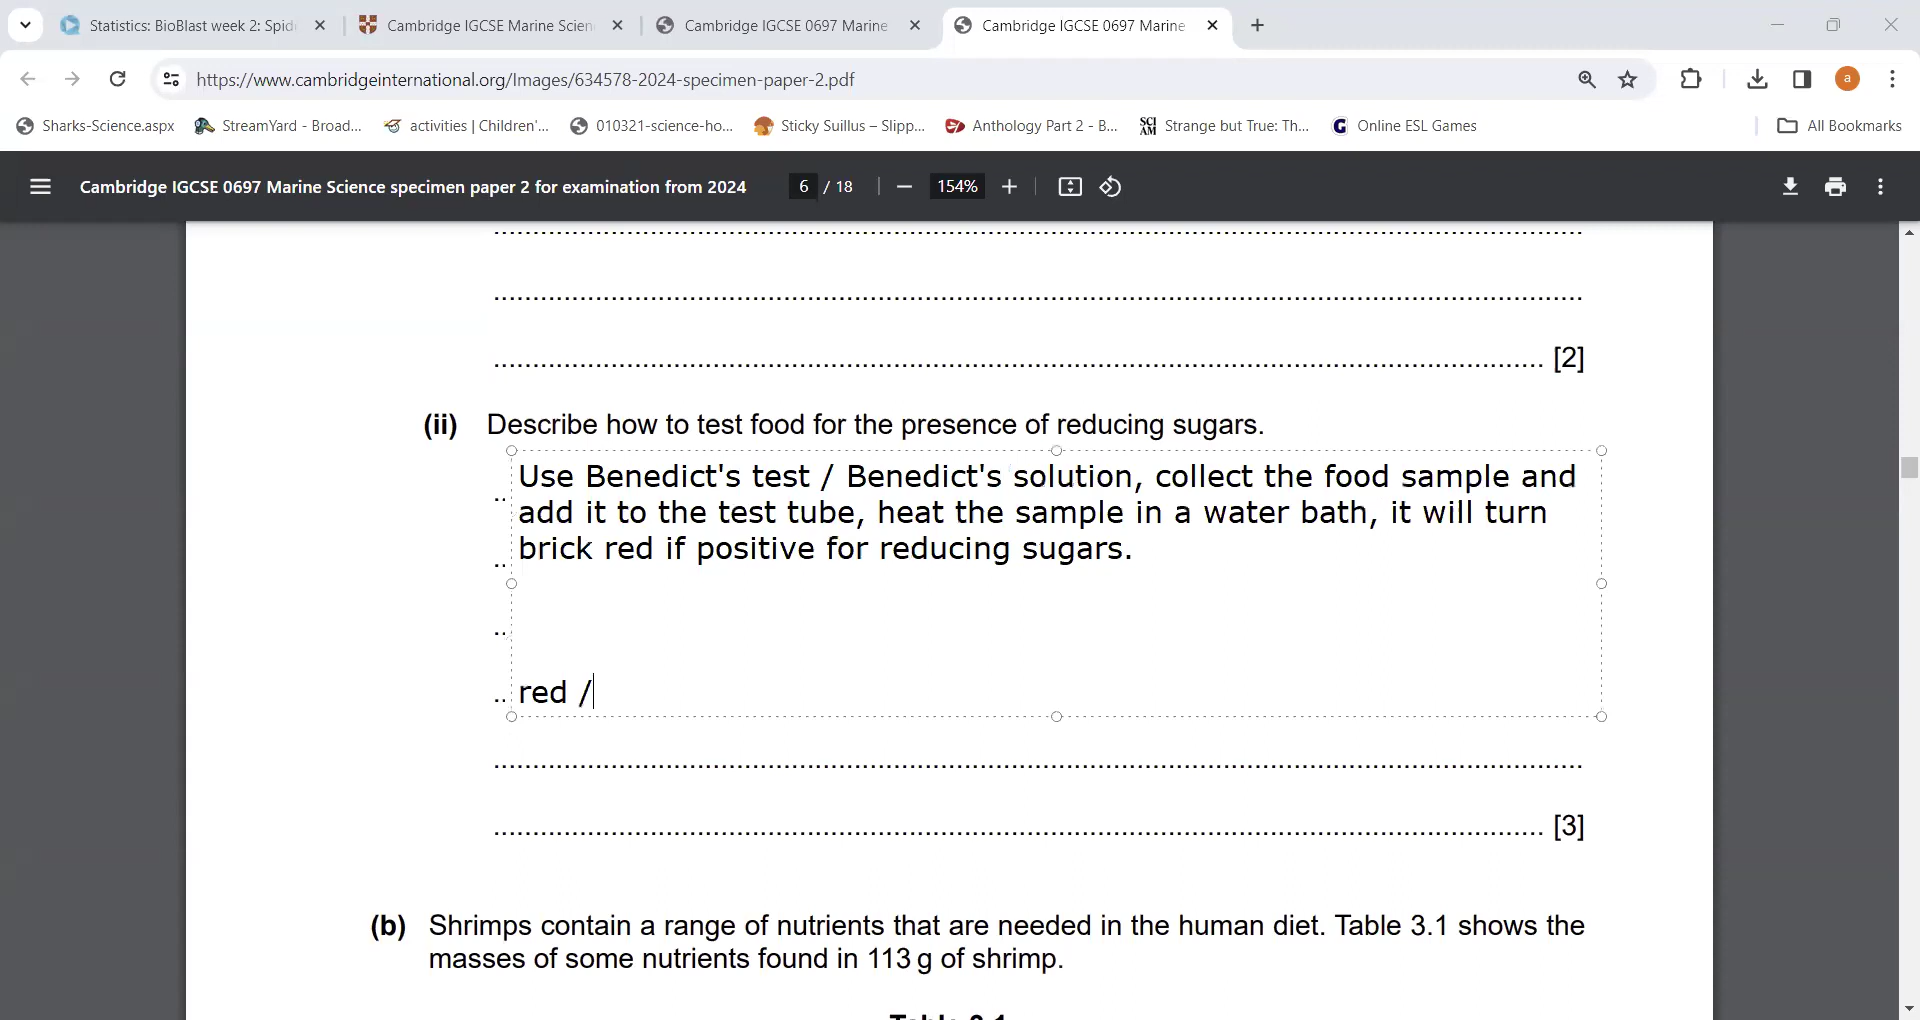 Statistics: BioBlast week 2: Spid
Cambridge IGCSE Marine Scien
Cambridge IGCSE 0697 Marine
Cambridge IGCSE 0697 Marine
https://www.cambridgeinternational.org/Images/634578-2024-specimen-paper-2.pdf
a
Sharks-Science.aspx
StreamYard - Broad...
activities | Children'...
010321-science-ho...
Sticky Suillus – Slipp...
Anthology Part 2 - B...
SCI AM
Strange but True: Th...
G
Online ESL Games
All Bookmarks
Cambridge IGCSE 0697 Marine Science specimen paper 2 for examination from 2024
6 / 18
154%
[2]
(ii) Describe how to test food for the presence of reducing sugars.
Use Benedict's test / Benedict's solution, collect the food sample and
add it to the test tube, heat the sample in a water bath, it will turn
brick red if positive for reducing sugars.
red /
[3]
(b) Shrimps contain a range of nutrients that are needed in the human diet. Table 3.1 shows the
masses of some nutrients found in 113 g of shrimp.
Table 3.1